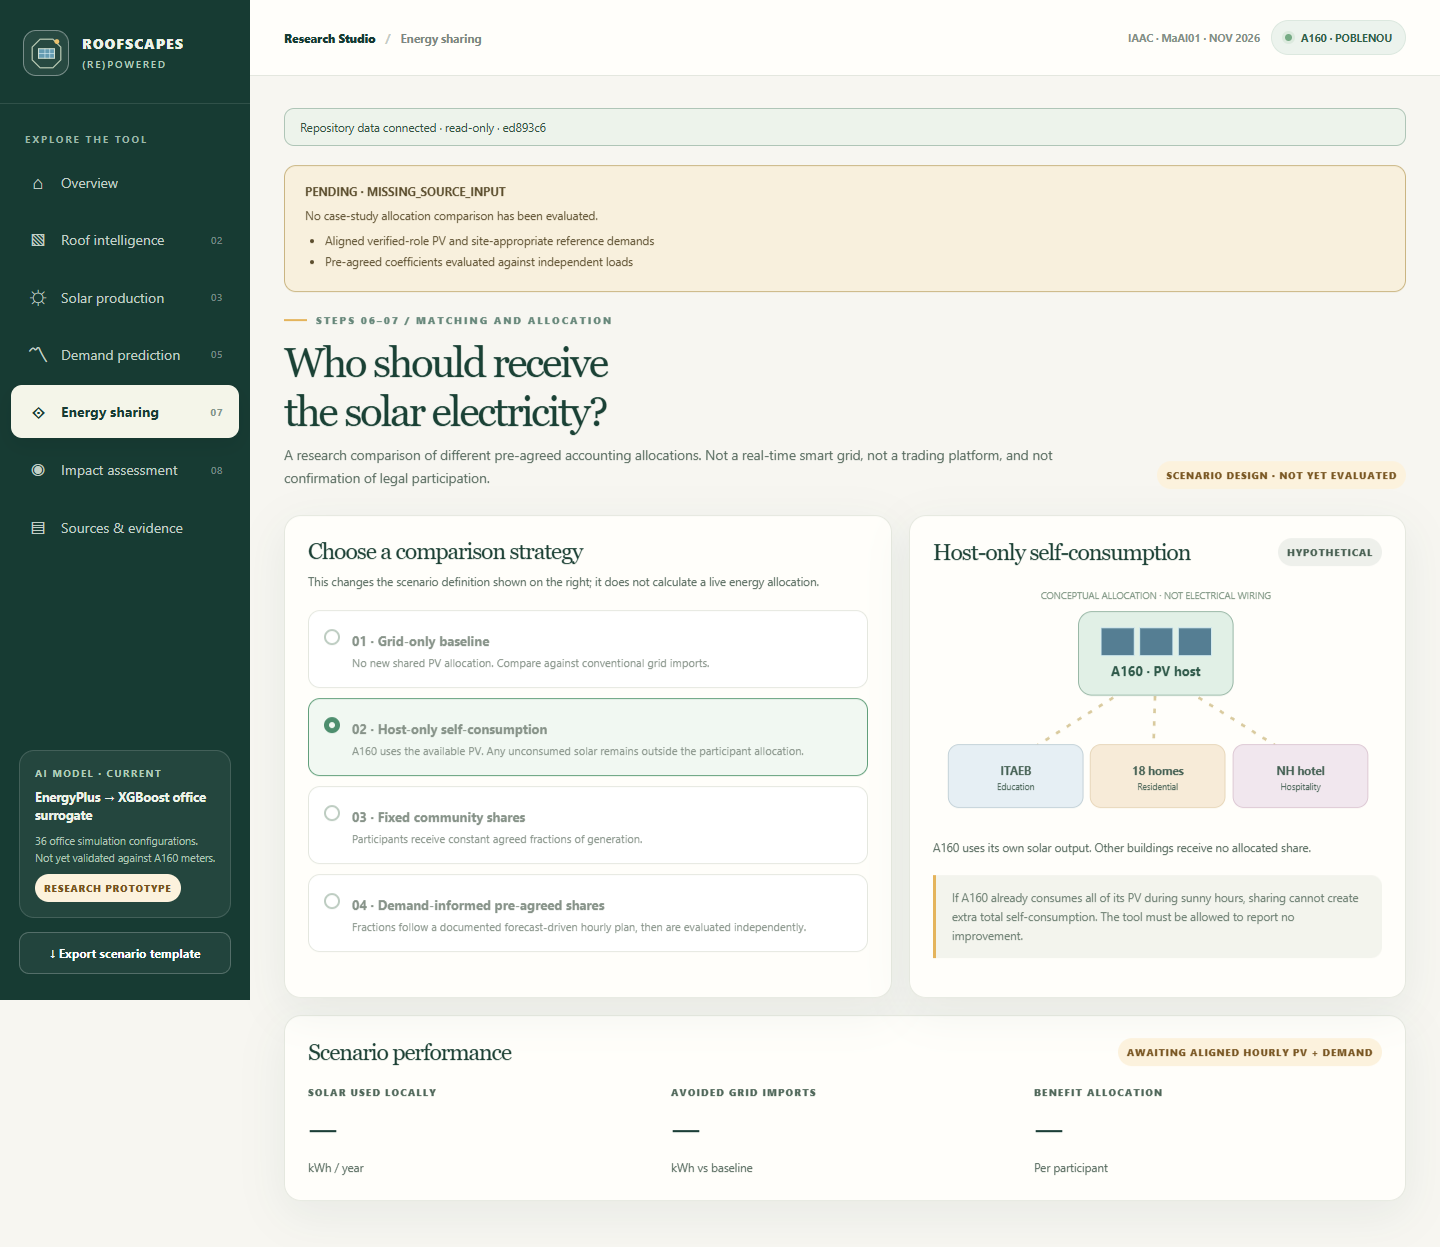 ROOFSCAPES
(RE)POWERED
EXPLORE THE TOOL
Overview
Roof intelligence 02
Solar production 03
Demand prediction 05
Energy sharing 07
Impact assessment 08
Sources & evidence
AI MODEL · CURRENT
EnergyPlus → XGBoost office
surrogate
36 office simulation configurations.
Not yet validated against A160 meters.
RESEARCH PROTOTYPE
↓ Export scenario template
Research Studio / Energy sharing
IAAC · MaAI01 · NOV 2026
A160 · POBLENOU
Repository data connected · read-only · ed893c6
PENDING · MISSING_SOURCE_INPUT
No case-study allocation comparison has been evaluated.
• Aligned verified-role PV and site-appropriate reference demands
• Pre-agreed coefficients evaluated against independent loads
STEPS 06–07 / MATCHING AND ALLOCATION
Who should receive
the solar electricity?
A research comparison of different pre-agreed accounting allocations. Not a real-time smart grid, not a trading platform, and not
confirmation of legal participation.
SCENARIO DESIGN · NOT YET EVALUATED
Choose a comparison strategy
This changes the scenario definition shown on the right; it does not calculate a live energy allocation.
01 · Grid-only baseline
No new shared PV allocation. Compare against conventional grid imports.
02 · Host-only self-consumption
A160 uses the available PV. Any unconsumed solar remains outside the participant allocation.
03 · Fixed community shares
Participants receive constant agreed fractions of generation.
04 · Demand-informed pre-agreed shares
Fractions follow a documented forecast-driven hourly plan, then are evaluated independently.
Host-only self-consumption
HYPOTHETICAL
CONCEPTUAL ALLOCATION · NOT ELECTRICAL WIRING
A160 · PV host
ITAEB
Education
18 homes
Residential
NH hotel
Hospitality
A160 uses its own solar output. Other buildings receive no allocated share.
If A160 already consumes all of its PV during sunny hours, sharing cannot create
extra total self-consumption. The tool must be allowed to report no
improvement.
Scenario performance
AWAITING ALIGNED HOURLY PV + DEMAND
SOLAR USED LOCALLY
—
kWh / year
AVOIDED GRID IMPORTS
—
kWh vs baseline
BENEFIT ALLOCATION
—
Per participant